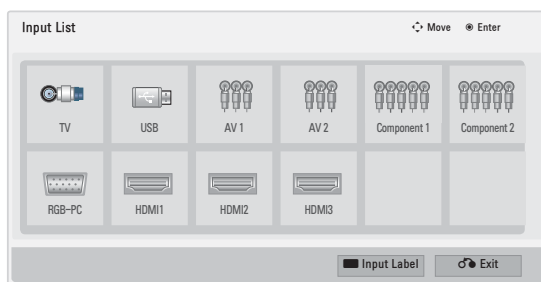 Input List
Move
Enter
TV
USB
AV 1
AV 2
Component 1
Component 2
RGB-PC
HDMI1
HDMI2
HDMI3
Input Label
Exit